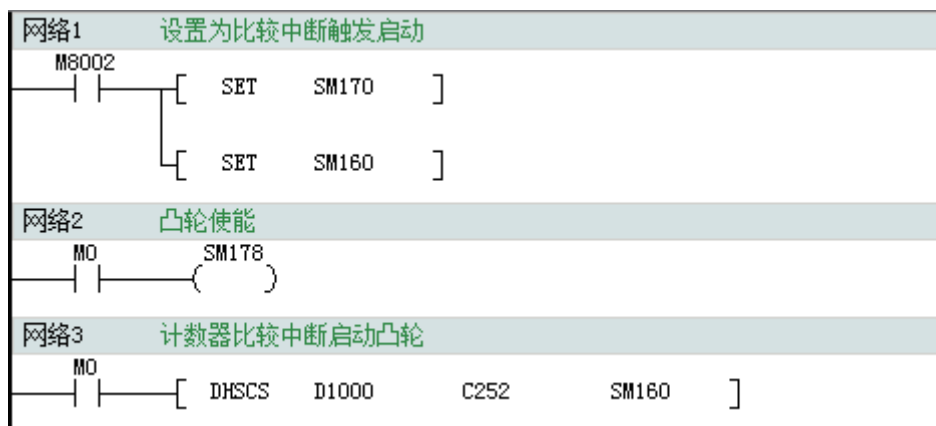 网络1 设置为比较中断触发启动
M8002
[ SET SM170 ]
[ SET SM160 ]
网络2 凸轮使能
M0 SM178
( )
网络3 计数器比较中断启动凸轮
M0
[ DHSCS D1000 C252 SM160 ]